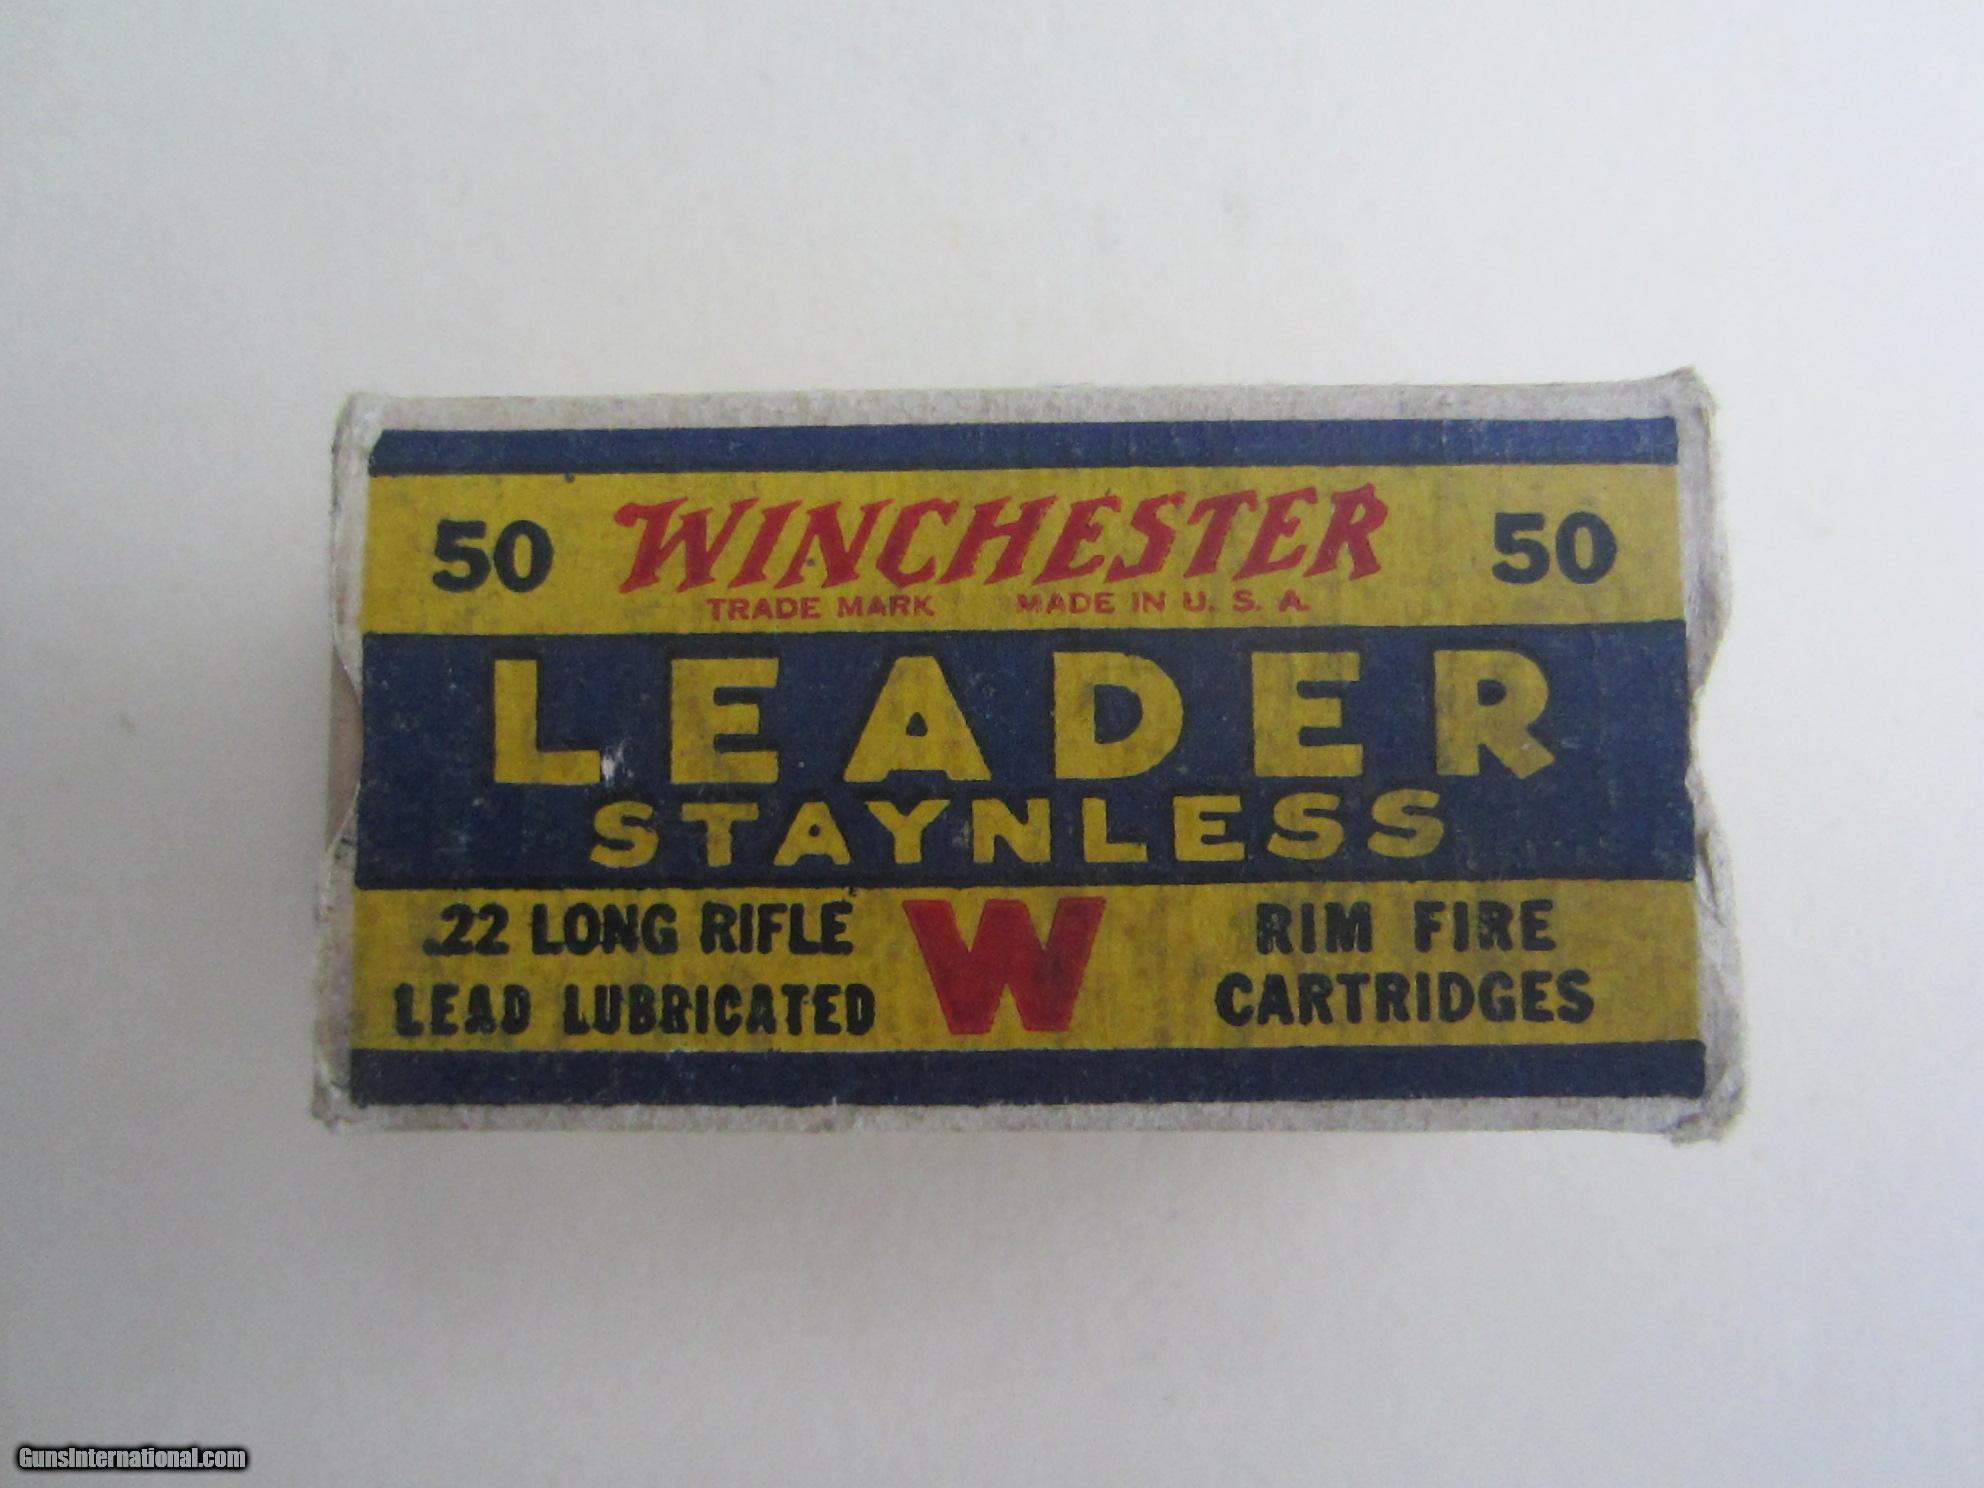 50 WINCHESTER 50
TRADE MARK MADE IN U. S. A.
LEADER
STAYNLESS
.22 LONG RIFLE W RIM FIRE
LEAD LUBRICATED CARTRIDGES
GunsInternational.com